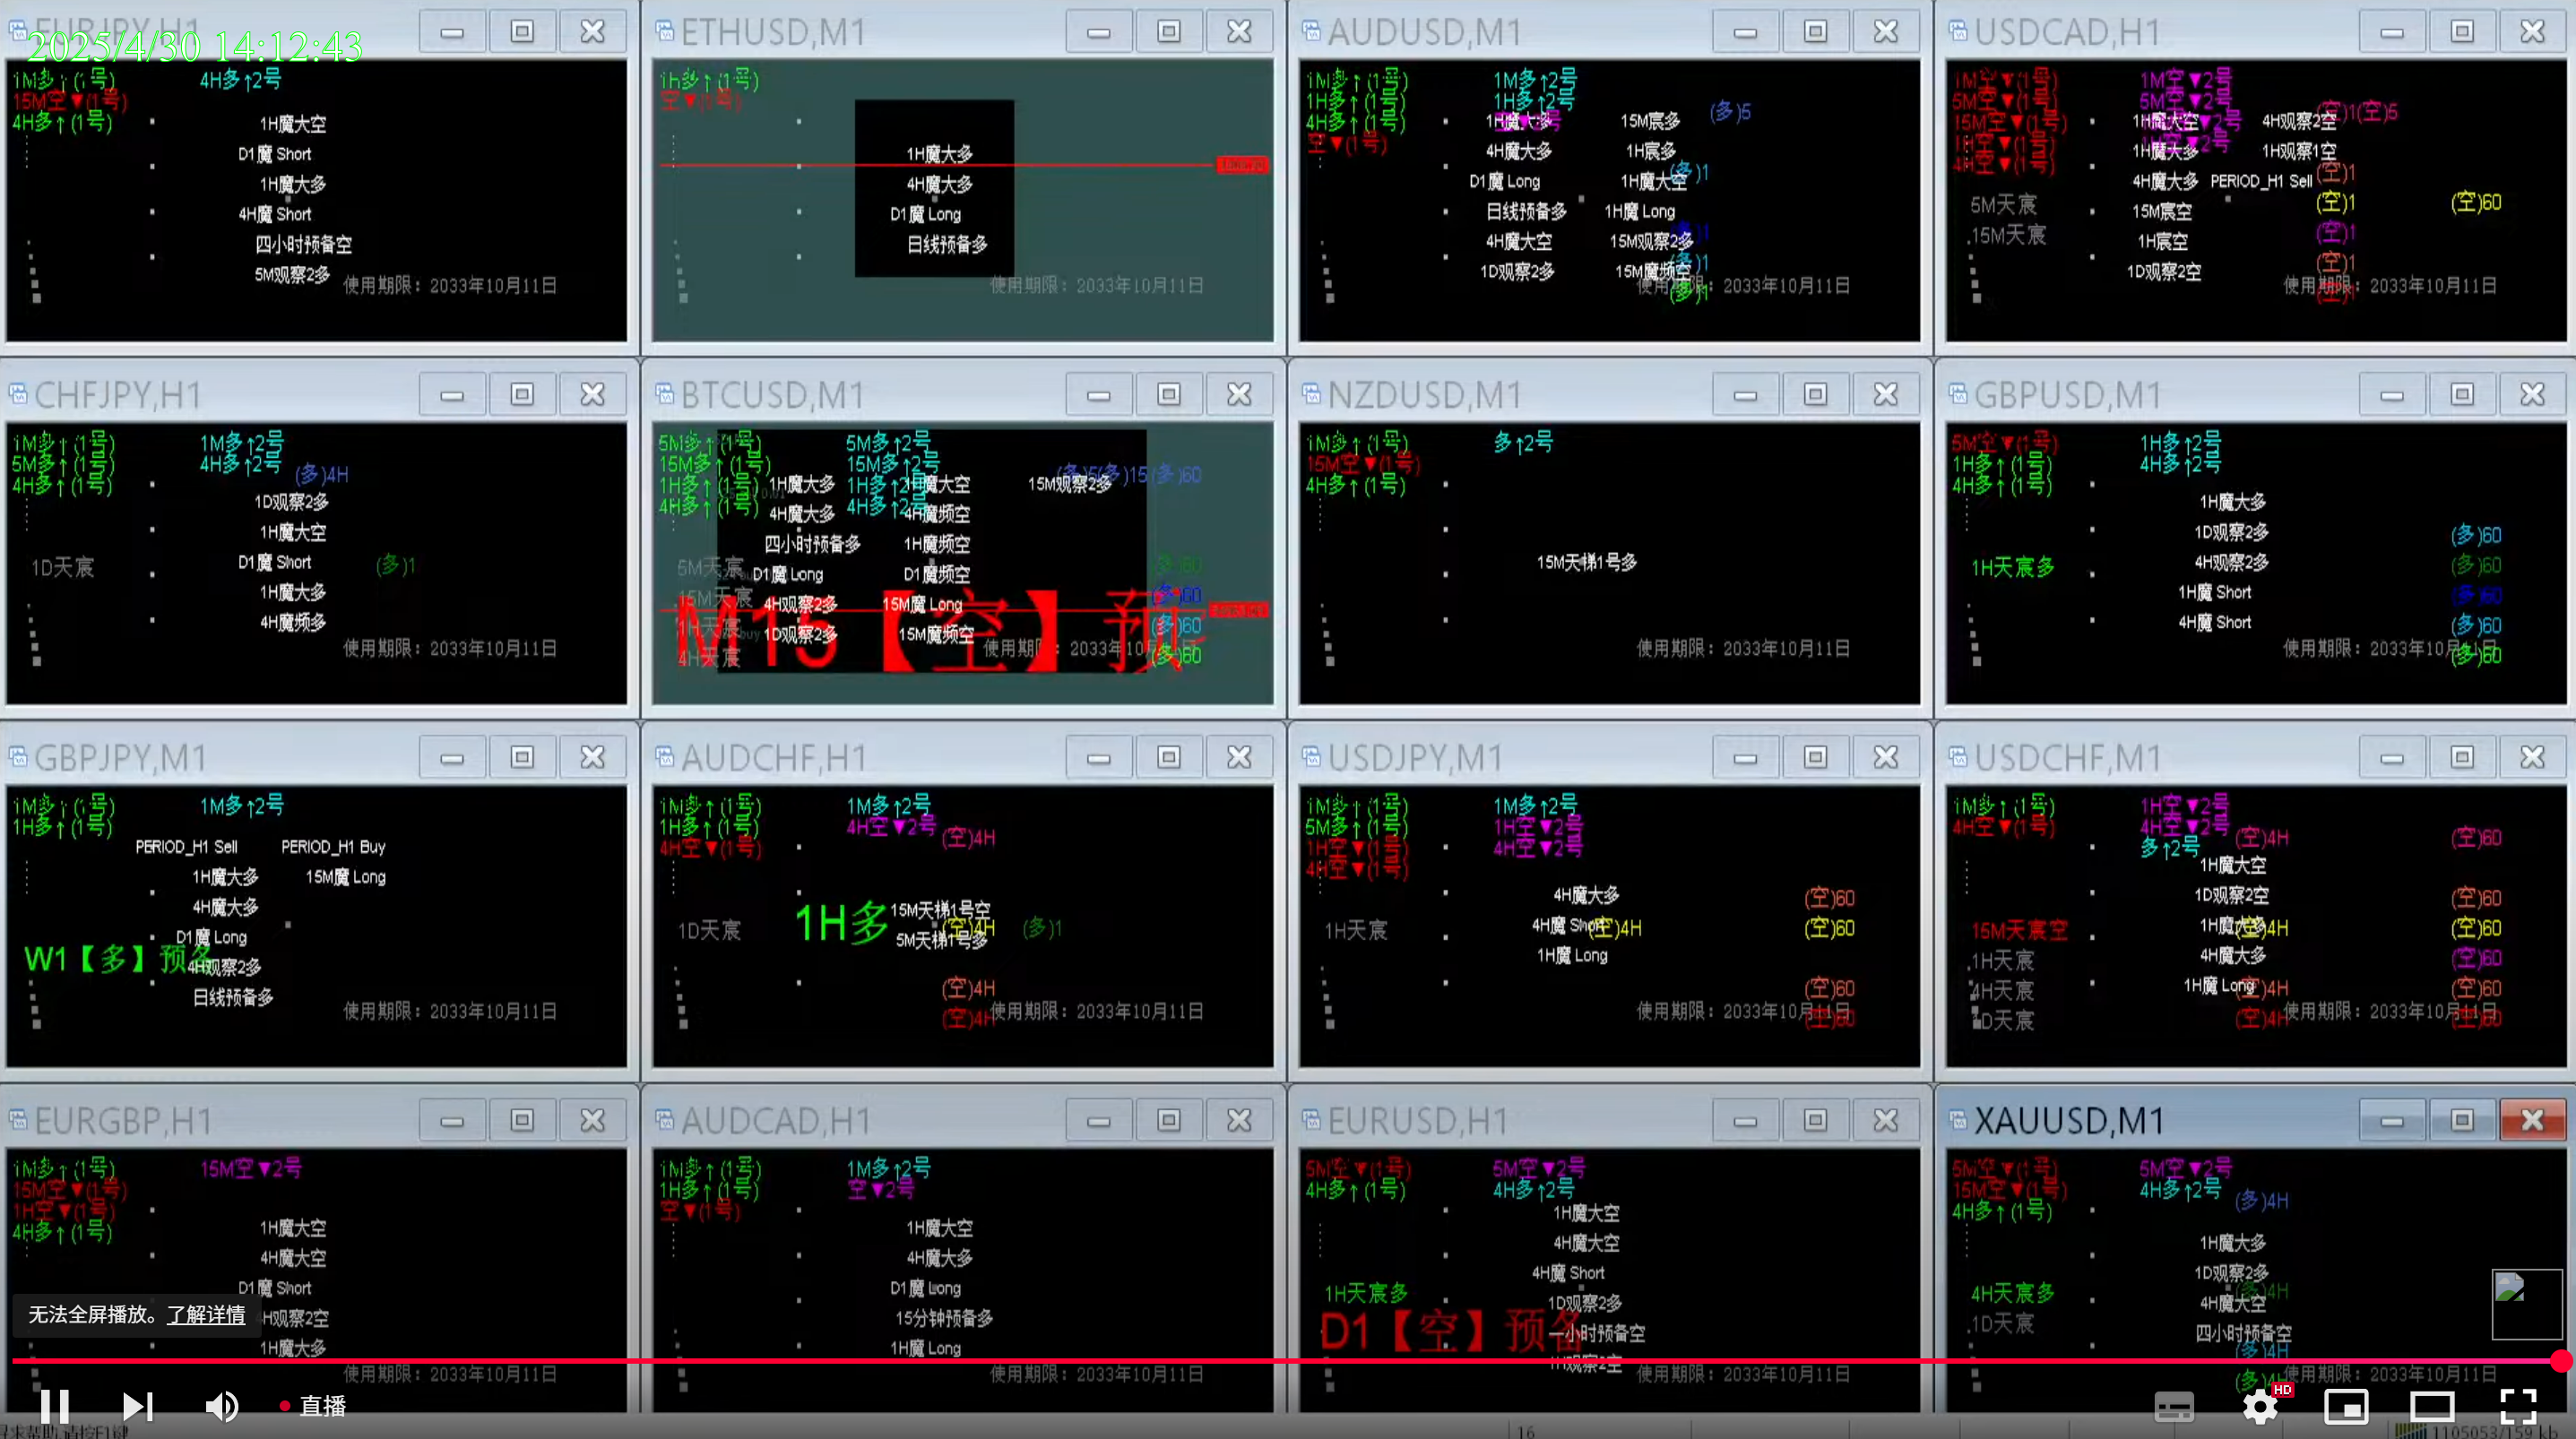 EURJPY,H1
2025/4/30 14:12:43
1M多↑(1号)
15M空▼(1号)
4H多↑(1号)
4H多↑2号
1H魔大空
D1魔 Short
1H魔大多
4H魔 Short
四小时预备空
5M观察2多
使用期限：2033年10月11日
ETHUSD,M1
1h多↑(1号)
空▼(1号)
1H魔大多
4H魔大多
D1魔 Long
日线预备多
使用期限：2033年10月11日
AUDUSD,M1
1M多↑(1号)
1H多↑(1号)
4H多↑(1号)
空▼(1号)
1M多↑2号
1H多↑2号
1H魔大多
4H魔大多
D1魔 Long
日线预备多
4H魔大空
1D观察2多
15M宸多
1H宸多
1H魔大空
1H魔 Long
15M观察2多
15M魔频空
(多)5
(多)1
(多)1
(多)1
(多)1
使用期限：2033年10月11日
USDCAD,H1
1M空▼(1号)
5M空▼(1号)
15M空▼(1号)
1H空▼(1号)
4H空▼(1号)
1M空▼2号
5M空▼2号
5M天宸
15M天宸
1H魔大空
1H魔大多
4H魔大多
15M宸空
1H宸空
1D观察2空
4H观察2空
1H观察1空
PERIOD_H1 Sell
(空)1(空)5
(空)1
(空)1
(空)60
(空)1
(空)1
(空)1
使用期限：2033年10月11日
CHFJPY,H1
1M多↑(1号)
5M多↑(1号)
4H多↑(1号)
1M多↑2号
4H多↑2号
(多)4H
1D观察2多
1H魔大空
D1魔 Short
1H魔大多
4H魔频多
1D天宸
(多)1
使用期限：2033年10月11日
BTCUSD,M1
5M多↑(1号)
15M多↑(1号)
1H多↑(1号)
4H多↑(1号)
5M多↑2号
15M多↑2号
1H多↑2号
4H多↑2号
1H魔大多
4H魔大多
四小时预备多
D1魔 Long
4H观察2多
1D观察2多
1H魔大空
4H魔频空
1H魔频空
D1魔频空
15M魔 Long
15M魔频空
15M观察2多
(多)5(多)15(多)60
(多)60
(多)60
(多)60
(多)60
5M天宸
15M天宸
1H天宸
4H天宸
M15【空】预
使用期限：2033年10月11日
NZDUSD,M1
1M多↑(1号)
15M空▼(1号)
4H多↑(1号)
多↑2号
15M天梯1号多
使用期限：2033年10月11日
GBPUSD,M1
5M空▼(1号)
1H多↑(1号)
4H多↑(1号)
1H多↑2号
4H多↑2号
1H魔大多
1D观察2多
4H观察2多
1H魔 Short
4H魔 Short
1H天宸多
(多)60
(多)60
(多)60
(多)60
(多)60
使用期限：2033年10月11日
GBPJPY,M1
1M多↑(1号)
1H多↑(1号)
1M多↑2号
PERIOD_H1 Sell
PERIOD_H1 Buy
1H魔大多
15M魔 Long
4H魔大多
D1魔 Long
W1【多】预备
4H观察2多
日线预备多
使用期限：2033年10月11日
AUDCHF,H1
1M多↑(1号)
1H多↑(1号)
4H空▼(1号)
1M多↑2号
4H空▼2号
(空)4H
1D天宸
1H多
15M天梯1号空
5M天梯1号多
(空)4H
(多)1
(空)4H
(空)4H
使用期限：2033年10月11日
USDJPY,M1
1M多↑(1号)
5M多↑(1号)
1H空▼(1号)
4H空▼(1号)
1M多↑2号
1H空▼2号
4H空▼2号
4H魔大多
4H魔 Short
1H魔 Long
1H天宸
(空)4H
(空)60
(空)60
(空)60
(空)60
使用期限：2033年10月11日
USDCHF,M1
1M多↑(1号)
4H空▼(1号)
1H空▼2号
4H空▼2号
多↑2号
(空)4H
(空)60
1H魔大空
1D观察2空
1H魔大多
4H魔大多
1H魔 Long
15M天宸空
1H天宸
4H天宸
1D天宸
(空)60
(空)4H
(空)60
(空)60
(空)4H
(空)60
(空)4H
(空)60
使用期限：2033年10月11日
EURGBP,H1
1M多↑(1号)
15M空▼(1号)
1H空▼(1号)
4H多↑(1号)
15M空▼2号
1H魔大空
4H魔大空
D1魔 Short
4H观察2空
1H魔大多
使用期限：2033年10月11日
AUDCAD,H1
1M多↑(1号)
1H多↑(1号)
空▼(1号)
1M多↑2号
空▼2号
1H魔大空
4H魔大多
D1魔 Long
15分钟预备多
1H魔 Long
使用期限：2033年10月11日
EURUSD,H1
5M空▼(1号)
4H多↑(1号)
5M空▼2号
4H多↑2号
1H魔大空
4H魔大空
4H魔 Short
1D观察2多
一小时预备空
1H观察2空
1H天宸多
D1【空】预备
使用期限：2033年10月11日
XAUUSD,M1
5M空▼(1号)
15M空▼(1号)
4H多↑(1号)
5M空▼2号
4H多↑2号
(多)4H
1H魔大多
1D观察2多
4H魔大空
四小时预备空
4H天宸多
1D天宸
(多)4H
(多)4H
(多)4H
使用期限：2033年10月11日
无法全屏播放。了解详情
直播
HD
16
1105053/159 kb